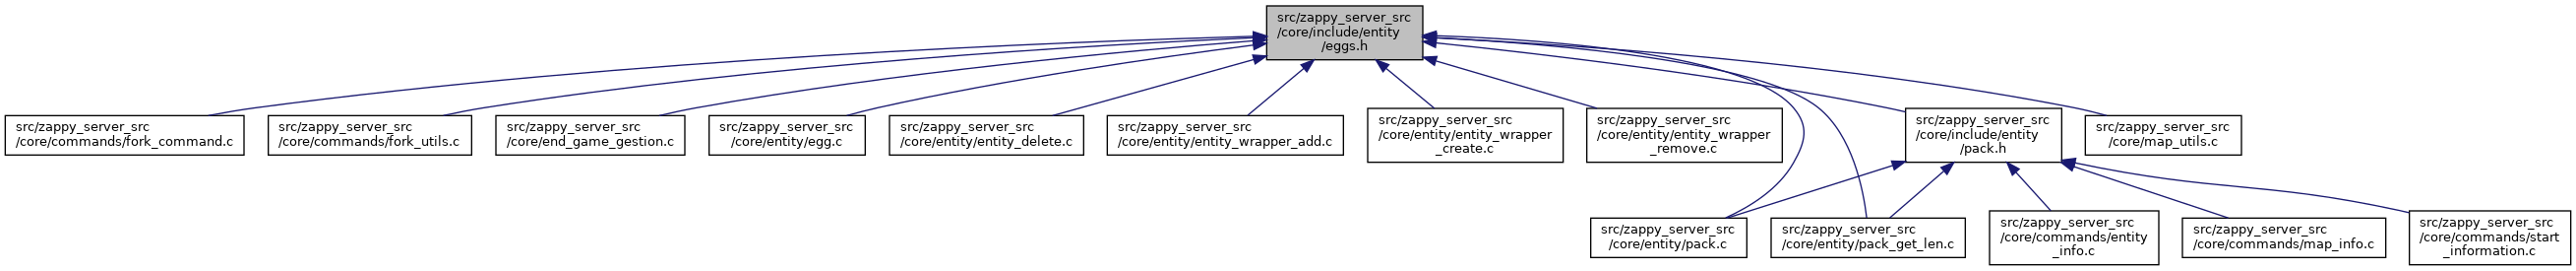 src/zappy_server_src
/core/include/entity
/eggs.h
src/zappy_server_src
/core/commands/fork_command.c
src/zappy_server_src
/core/commands/fork_utils.c
src/zappy_server_src
/core/end_game_gestion.c
src/zappy_server_src
/core/entity/egg.c
src/zappy_server_src
/core/entity/entity_delete.c
src/zappy_server_src
/core/entity/entity_wrapper_add.c
src/zappy_server_src
/core/entity/entity_wrapper
_create.c
src/zappy_server_src
/core/entity/entity_wrapper
_remove.c
src/zappy_server_src
/core/include/entity
/pack.h
src/zappy_server_src
/core/map_utils.c
src/zappy_server_src
/core/entity/pack.c
src/zappy_server_src
/core/entity/pack_get_len.c
src/zappy_server_src
/core/commands/entity
_info.c
src/zappy_server_src
/core/commands/map_info.c
src/zappy_server_src
/core/commands/start
_information.c